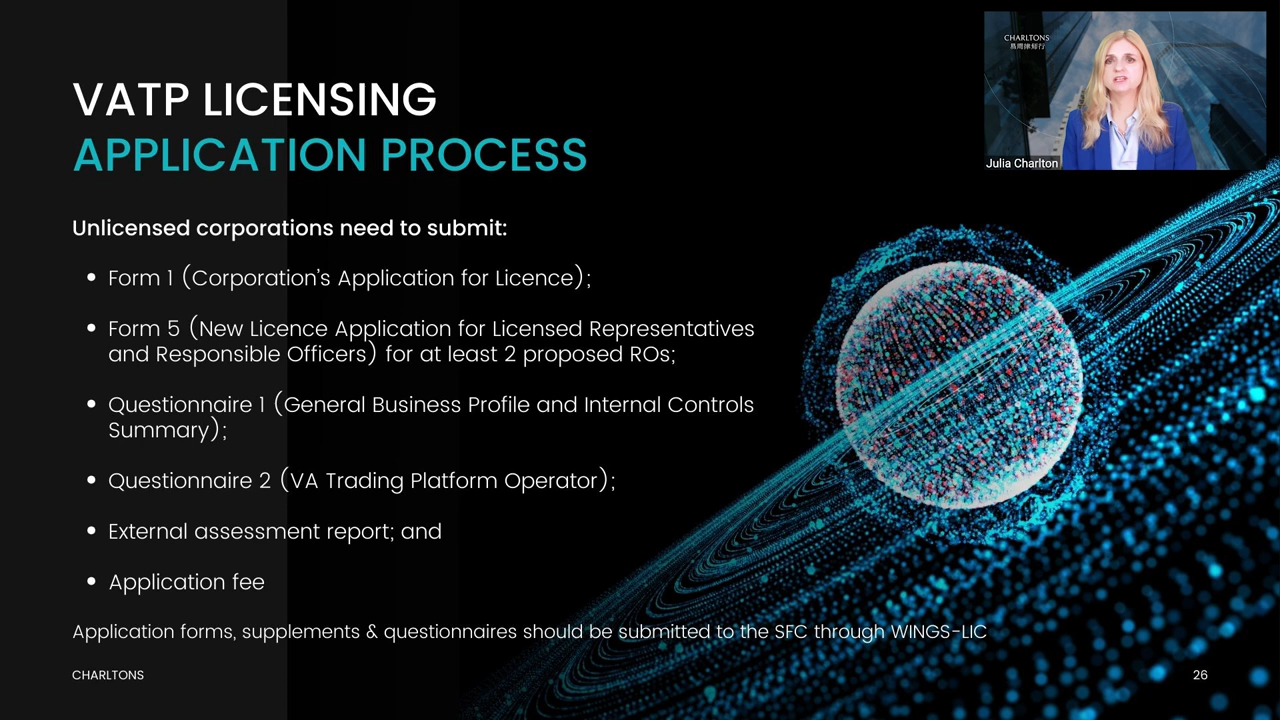 VATP LICENSING
APPLICATION PROCESS
Unlicensed corporations need to submit:
• Form 1 (Corporation’s Application for Licence);
• Form 5 (New Licence Application for Licensed Representatives
and Responsible Officers) for at least 2 proposed ROs;
• Questionnaire 1 (General Business Profile and Internal Controls
Summary);
• Questionnaire 2 (VA Trading Platform Operator);
• External assessment report; and
• Application fee
Application forms, supplements & questionnaires should be submitted to the SFC through WINGS-LIC
CHARLTONS
26
CHARLTONS
Julia Charlton